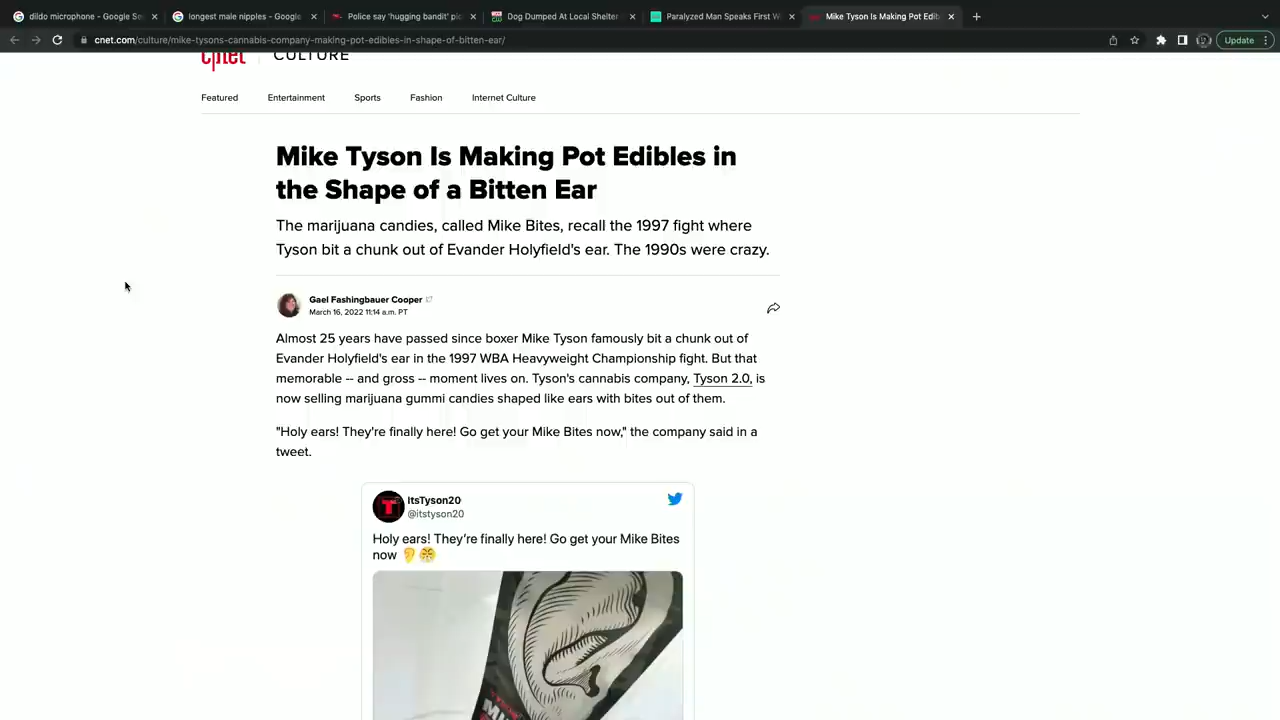 dildo microphone - Google Se
longest male nipples - Google
Police say 'hugging bandit' pic
Dog Dumped At Local Shelter
Paralyzed Man Speaks First W
Mike Tyson Is Making Pot Edib
cnet.com/culture/mike-tysons-cannabis-company-making-pot-edibles-in-shape-of-bitten-ear/
Update
cnet CULTURE
Featured Entertainment Sports Fashion Internet Culture
Mike Tyson Is Making Pot Edibles in
the Shape of a Bitten Ear
The marijuana candies, called Mike Bites, recall the 1997 fight where
Tyson bit a chunk out of Evander Holyfield's ear. The 1990s were crazy.
Gael Fashingbauer Cooper
March 16, 2022 11:14 a.m. PT
Almost 25 years have passed since boxer Mike Tyson famously bit a chunk out of
Evander Holyfield's ear in the 1997 WBA Heavyweight Championship fight. But that
memorable -- and gross -- moment lives on. Tyson's cannabis company, Tyson 2.0, is
now selling marijuana gummi candies shaped like ears with bites out of them.
"Holy ears! They're finally here! Go get your Mike Bites now," the company said in a
tweet.
ItsTyson20
@itstyson20
Holy ears! They're finally here! Go get your Mike Bites
now 👂😤